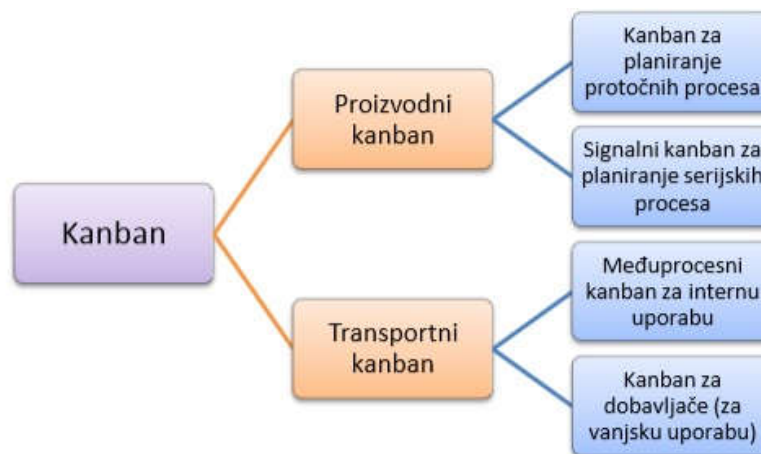 Kanban
Proizvodni
kanban
Kanban za
planiranje
protočnih procesa
Signalni kanban za
planiranje serijskih
procesa
Transportni
kanban
Međuprocesni
kanban za internu
uporabu
Kanban za
dobavljače (za
vanjsku uporabu)